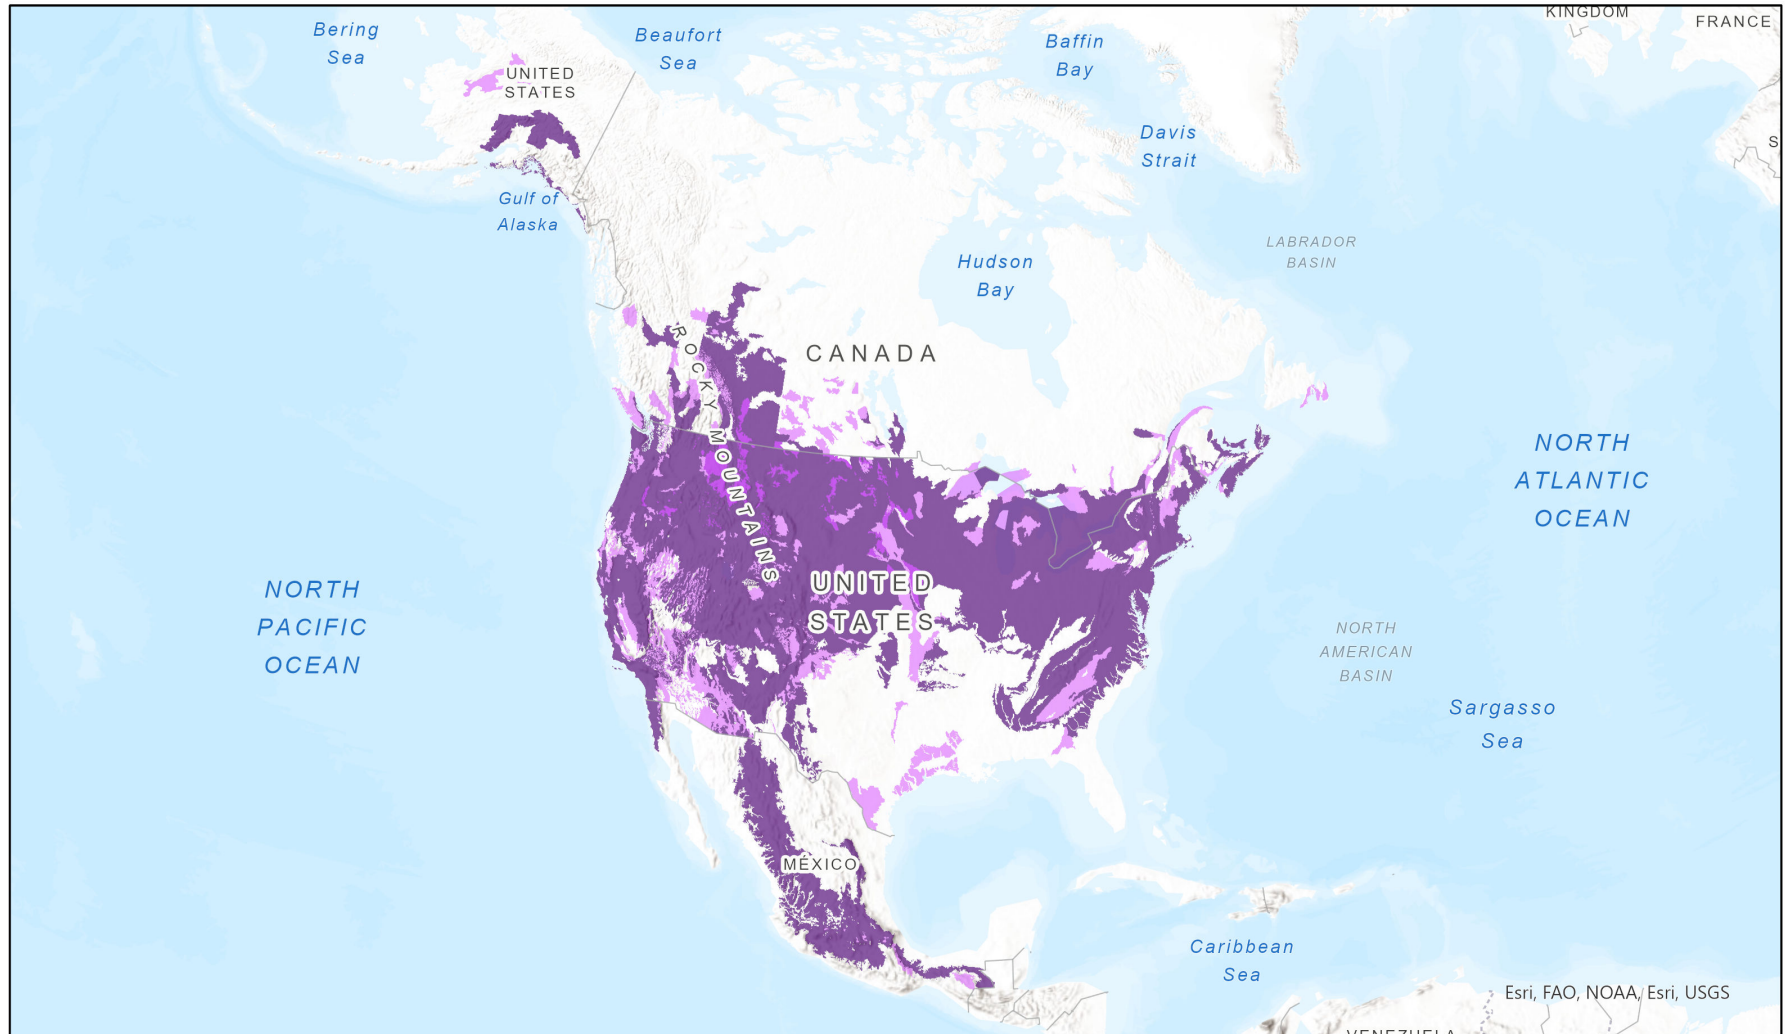 KINGDOM
FRANCE
Bering
Sea
Beaufort
Sea
Baffin
Bay
UNITED
STATES
Davis
Strait
S
Gulf of
Alaska
LABRADOR
BASIN
Hudson
Bay
ROCKY MOUNTAINS
CANADA
NORTH
ATLANTIC
OCEAN
NORTH
PACIFIC
OCEAN
UNITED
STATES
NORTH
AMERICAN
BASIN
Sargasso
Sea
MÉXICO
Caribbean
Sea
Esri, FAO, NOAA, Esri, USGS
VENEZUELA